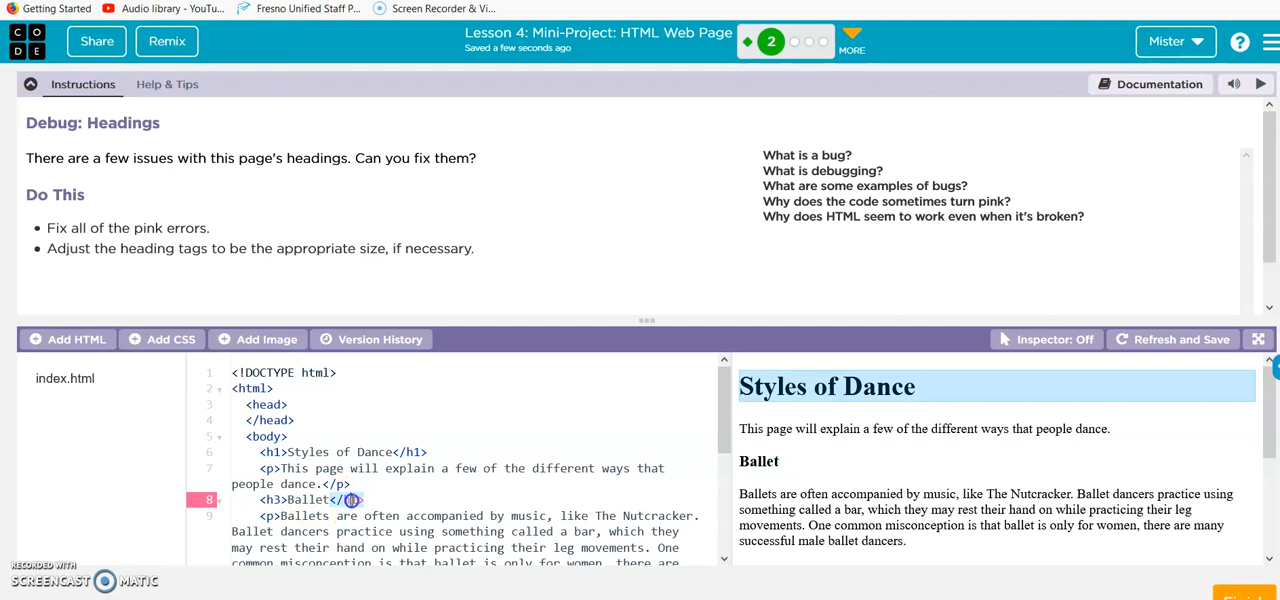 Getting Started Audio library - YouTu... Fresno Unified Staff P... Screen Recorder & Vi...
C O D E
Share Remix
Lesson 4: Mini-Project: HTML Web Page
Saved a few seconds ago
2
MORE
Mister ?
Instructions Help & Tips Documentation
Debug: Headings
There are a few issues with this page's headings. Can you fix them?
Do This
• Fix all of the pink errors.
• Adjust the heading tags to be the appropriate size, if necessary.
What is a bug?
What is debugging?
What are some examples of bugs?
Why does the code sometimes turn pink?
Why does HTML seem to work even when it's broken?
Add HTML Add CSS Add Image Version History Inspector: Off Refresh and Save
index.html
1 <!DOCTYPE html>
2 <html>
3 <head>
4 </head>
5 <body>
6 <h1>Styles of Dance</h1>
7 <p>This page will explain a few of the different ways that
people dance.</p>
8 <h3>Ballet</
9 <p>Ballets are often accompanied by music, like The Nutcracker.
Ballet dancers practice using something called a bar, which they
may rest their hand on while practicing their leg movements. One
common misconception is that ballet is only for women, there are
Styles of Dance
This page will explain a few of the different ways that people dance.
Ballet
Ballets are often accompanied by music, like The Nutcracker. Ballet dancers practice using
something called a bar, which they may rest their hand on while practicing their leg
movements. One common misconception is that ballet is only for women, there are many
successful male ballet dancers.
RECORDED WITH
SCREENCAST MATIC